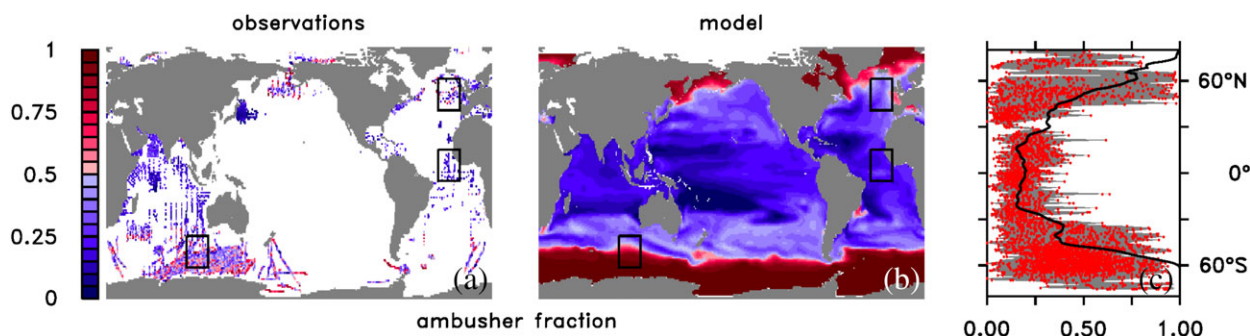 observations
model
1
0.75
0.5
0.25
0
(a)
(b)
(c)
60°N
0°
60°S
0.00 0.50 1.00
ambusher fraction